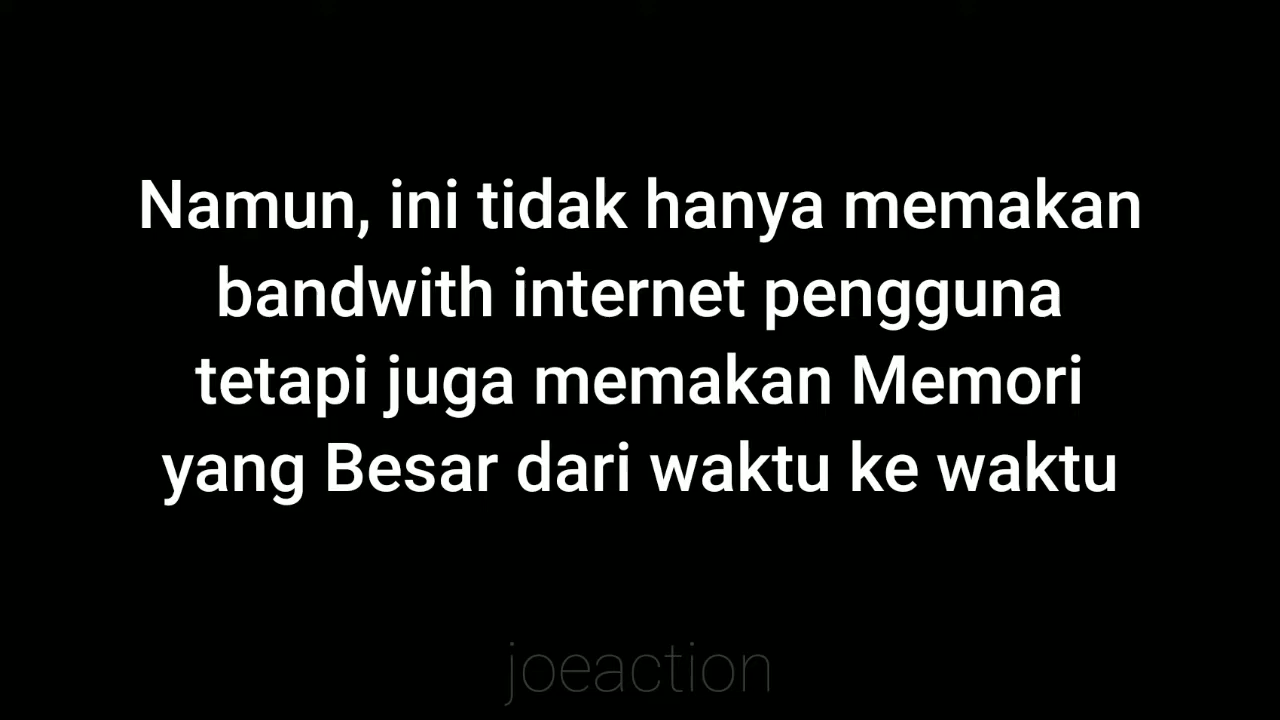 Namun, ini tidak hanya memakan
bandwith internet pengguna
tetapi juga memakan Memori
yang Besar dari waktu ke waktu
joeaction